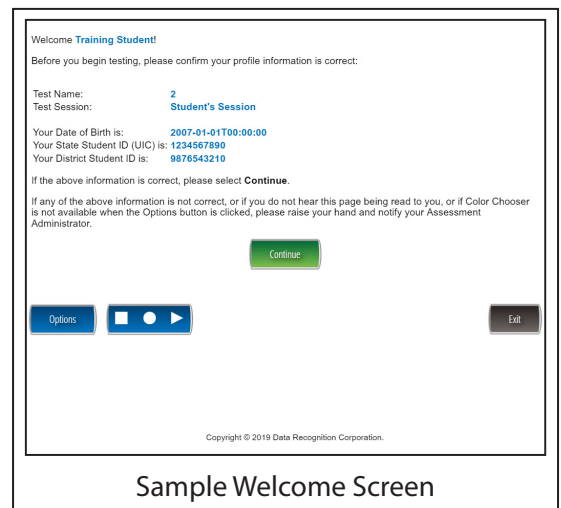 Welcome Training Student!
Before you begin testing, please confirm your profile information is correct:
Test Name: 2
Test Session: Student's Session
Your Date of Birth is: 2007-01-01T00:00:00
Your State Student ID (UIC) is: 1234567890
Your District Student ID is: 9876543210
If the above information is correct, please select Continue.
If any of the above information is not correct, or if you do not hear this page being read to you, or if Color Chooser
is not available when the Options button is clicked, please raise your hand and notify your Assessment
Administrator.
Continue
Options
Exit
Copyright © 2019 Data Recognition Corporation.
Sample Welcome Screen